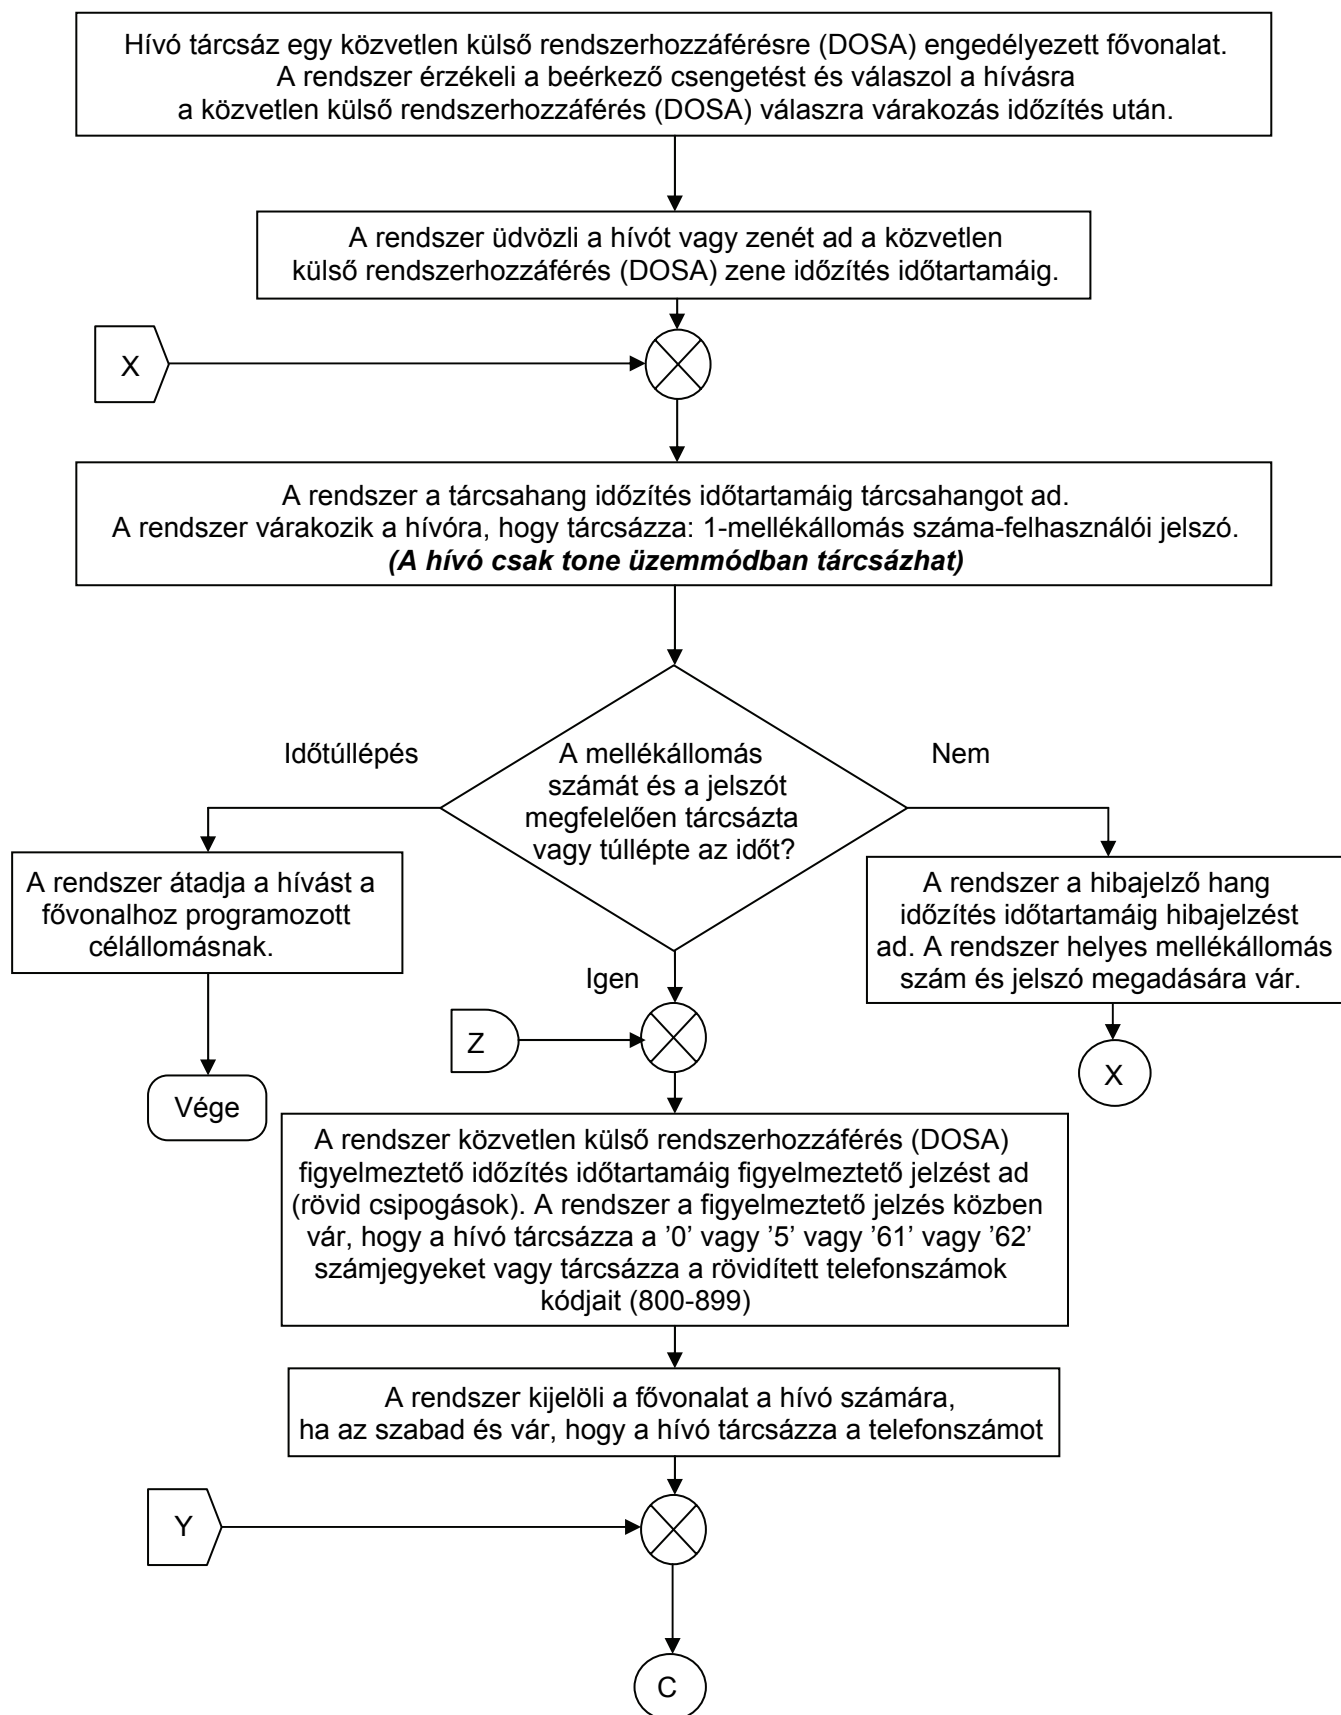 Hívó tárcsáz egy közvetlen külső rendszerhozzáférésre (DOSA) engedélyezett fővonalat.
A rendszer érzékeli a beérkező csengetést és válaszol a hívásra
a közvetlen külső rendszerhozzáférés (DOSA) válaszra várakozás időzítés után.
A rendszer üdvözli a hívót vagy zenét ad a közvetlen
külső rendszerhozzáférés (DOSA) zene időzítés időtartamáig.
X
A rendszer a tárcsahang időzítés időtartamáig tárcsahangot ad.
A rendszer várakozik a hívóra, hogy tárcsázza: 1-mellékállomás száma-felhasználói jelszó.
(A hívó csak tone üzemmódban tárcsázhat)
Időtúllépés
A mellékállomás
számát és a jelszót
megfelelően tárcsázta
vagy túllépte az időt?
Nem
A rendszer átadja a hívást a
fővonalhoz programozott
célállomásnak.
A rendszer a hibajelző hang
időzítés időtartamáig hibajelzést
ad. A rendszer helyes mellékállomás
szám és jelszó megadására vár.
Igen
Z
X
Vége
A rendszer közvetlen külső rendszerhozzáférés (DOSA)
figyelmeztető időzítés időtartamáig figyelmeztető jelzést ad
(rövid csipogások). A rendszer a figyelmeztető jelzés közben
vár, hogy a hívó tárcsázza a ’0’ vagy ’5’ vagy ’61’ vagy ’62’
számjegyeket vagy tárcsázza a rövidített telefonszámok
kódjait (800-899)
A rendszer kijelöli a fővonalat a hívó számára,
ha az szabad és vár, hogy a hívó tárcsázza a telefonszámot
Y
C